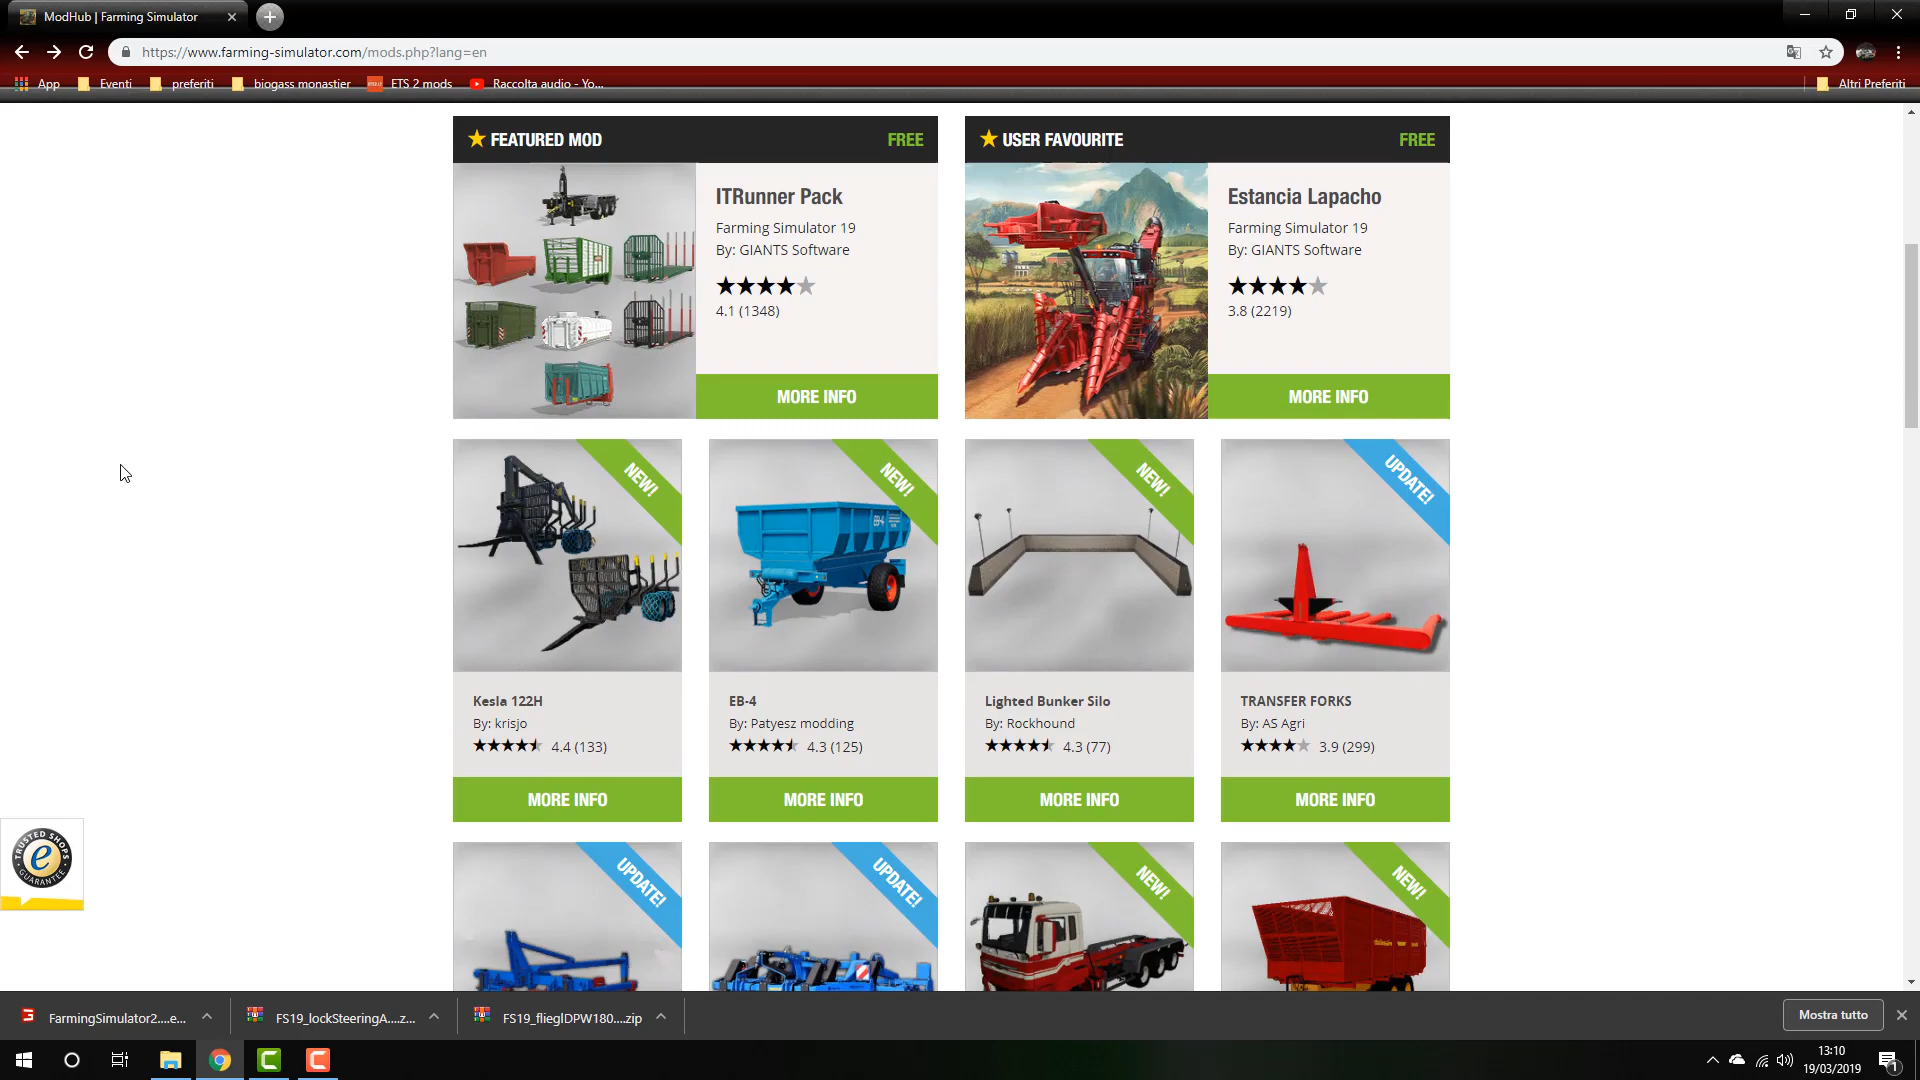 ModHub | Farming Simulator
https://www.farming-simulator.com/mods.php?lang=en
App
Eventi
preferiti
biogass monastier
ETS 2 mods
Raccolta audio - Yo...
Altri Preferiti
FEATURED MOD
FREE
ITRunner Pack
Farming Simulator 19
By: GIANTS Software
4.1 (1348)
MORE INFO
USER FAVOURITE
FREE
Estancia Lapacho
Farming Simulator 19
By: GIANTS Software
3.8 (2219)
MORE INFO
NEW!
Kesla 122H
By: krisjo
4.4 (133)
MORE INFO
NEW!
EB-4
EB-4
By: Patyesz modding
4.3 (125)
MORE INFO
NEW!
Lighted Bunker Silo
By: Rockhound
4.3 (77)
MORE INFO
UPDATE!
TRANSFER FORKS
By: AS Agri
3.9 (299)
MORE INFO
TRUSTED SHOPS
e
GUARANTEE
UPDATE!
UPDATE!
NEW!
NEW!
FarmingSimulator2....e...
FS19_lockSteeringA....z...
FS19_flieglDPW180....zip
Mostra tutto
13:10
19/03/2019
1